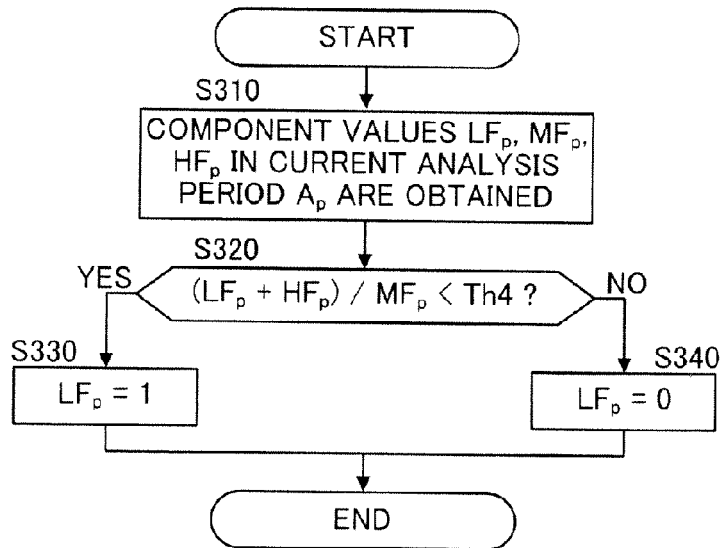 START
S310
COMPONENT VALUES LFₚ, MFₚ,
HFₚ IN CURRENT ANALYSIS
PERIOD Aₚ ARE OBTAINED
S320
YES
(LFₚ + HFₚ) / MFₚ < Th4 ?
NO
S330
LFₚ = 1
S340
LFₚ = 0
END